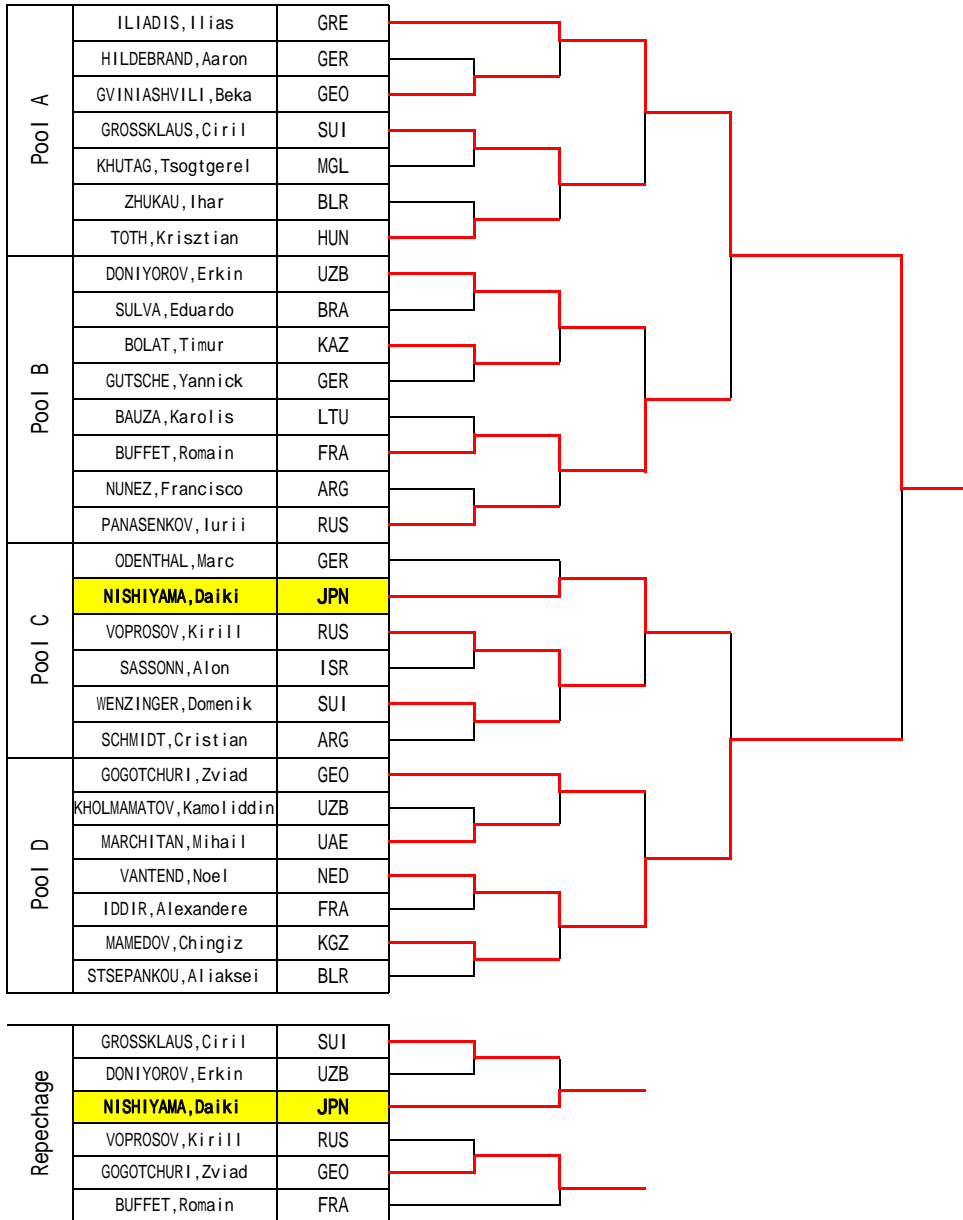 Pool A
ILIADIS,Ilias GRE
HILDEBRAND,Aaron GER
GVINIASHVILI,Beka GEO
GROSSKLAUS,Ciril SUI
KHUTAG,Tsogtgerel MGL
ZHUKAU,Ihar BLR
TOTH,Krisztian HUN
Pool B
DONIYOROV,Erkin UZB
SULVA,Eduardo BRA
BOLAT,Timur KAZ
GUTSCHE,Yannick GER
BAUZA,Karolis LTU
BUFFET,Romain FRA
NUNEZ,Francisco ARG
PANASENKOV,Iurii RUS
Pool C
ODENTHAL,Marc GER
NISHIYAMA,Daiki JPN
VOPROSOV,Kirill RUS
SASSONN,Alon ISR
WENZINGER,Domenik SUI
SCHMIDT,Cristian ARG
Pool D
GOGOTCHURI,Zviad GEO
KHOLMAMATOV,Kamoliddin UZB
MARCHITAN,Mihail UAE
VANTEND,Noel NED
IDDIR,Alexandere FRA
MAMEDOV,Chingiz KGZ
STSEPANKOU,Aliaksei BLR
Repechage
GROSSKLAUS,Ciril SUI
DONIYOROV,Erkin UZB
NISHIYAMA,Daiki JPN
VOPROSOV,Kirill RUS
GOGOTCHURI,Zviad GEO
BUFFET,Romain FRA